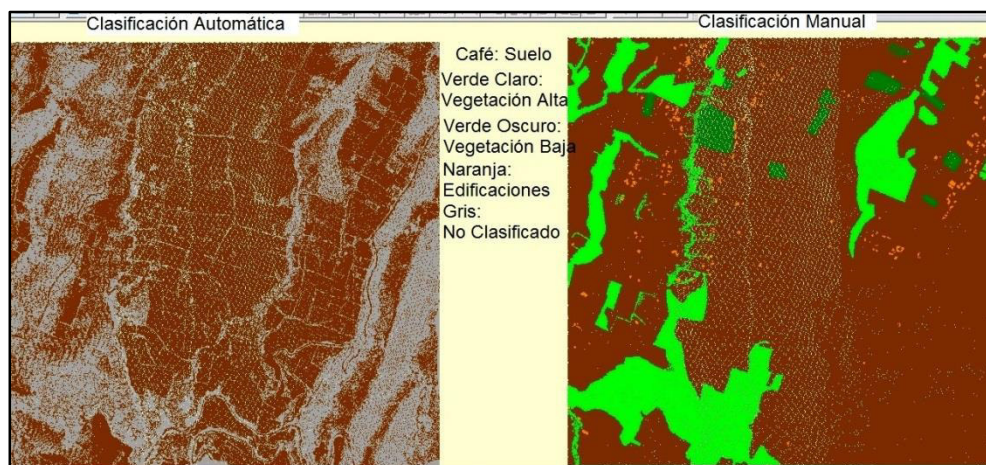 Clasificación Automática
Clasificación Manual
Café: Suelo
Verde Claro:
Vegetación Alta
Verde Oscuro:
Vegetación Baja
Naranja:
Edificaciones
Gris:
No Clasificado